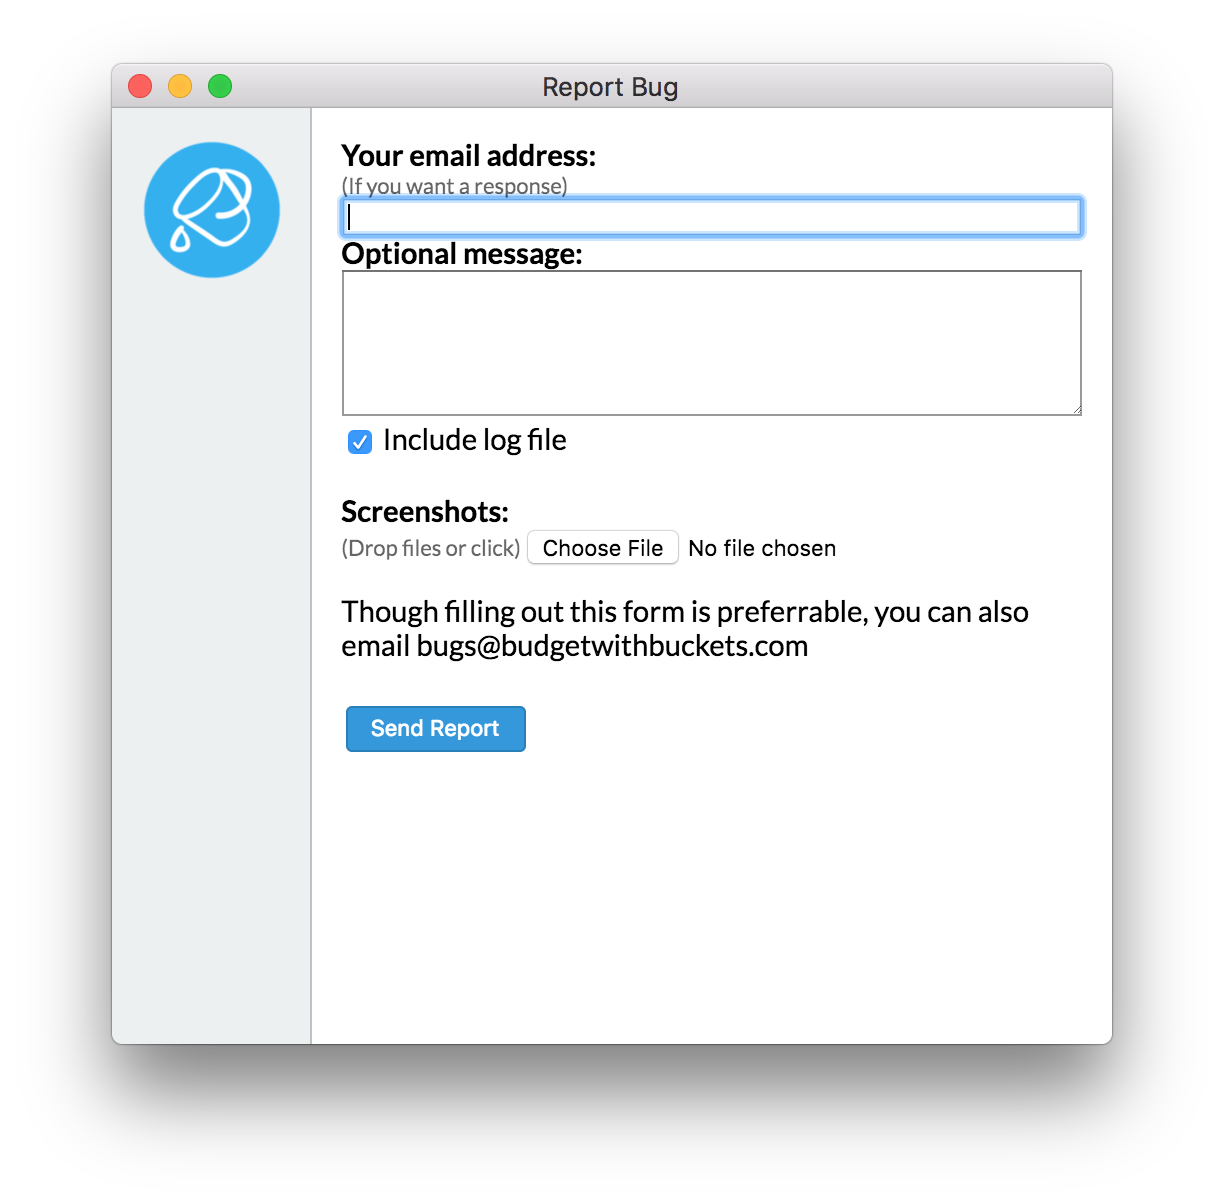 Report Bug
Your email address:
(If you want a response)
Optional message:
Include log file
Screenshots:
(Drop files or click) Choose File No file chosen
Though filling out this form is preferrable, you can also
email bugs@budgetwithbuckets.com
Send Report